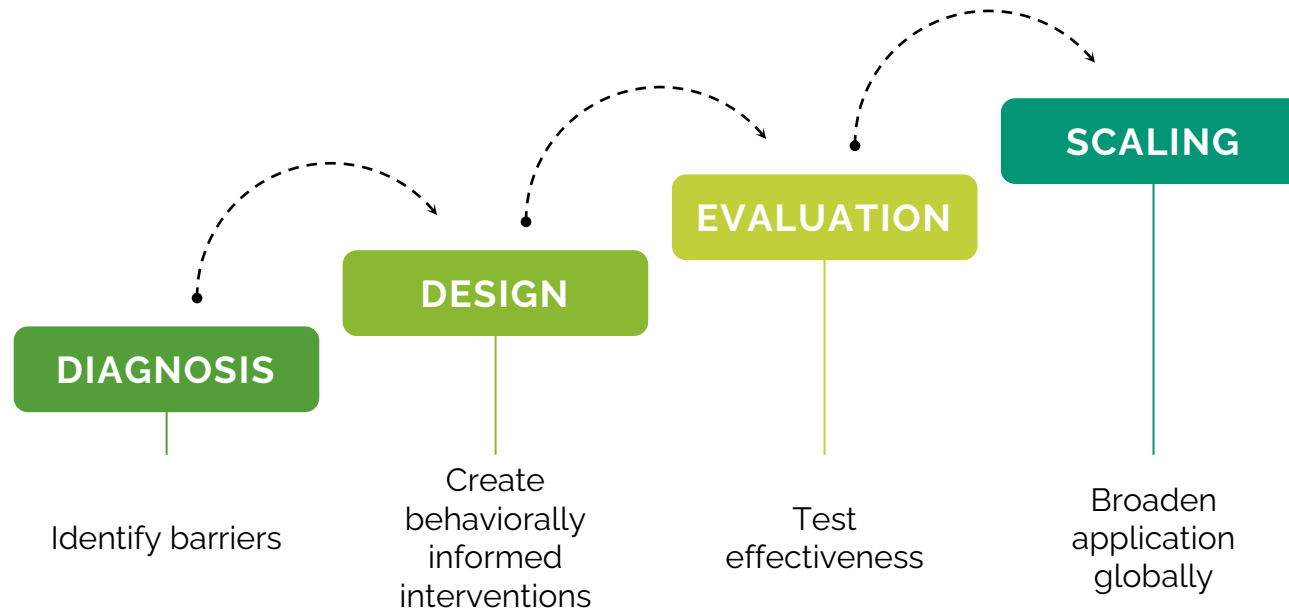 SCALING
EVALUATION
DESIGN
DIAGNOSIS
Identify barriers
Create
behaviorally
informed
interventions
Test
effectiveness
Broaden
application
globally